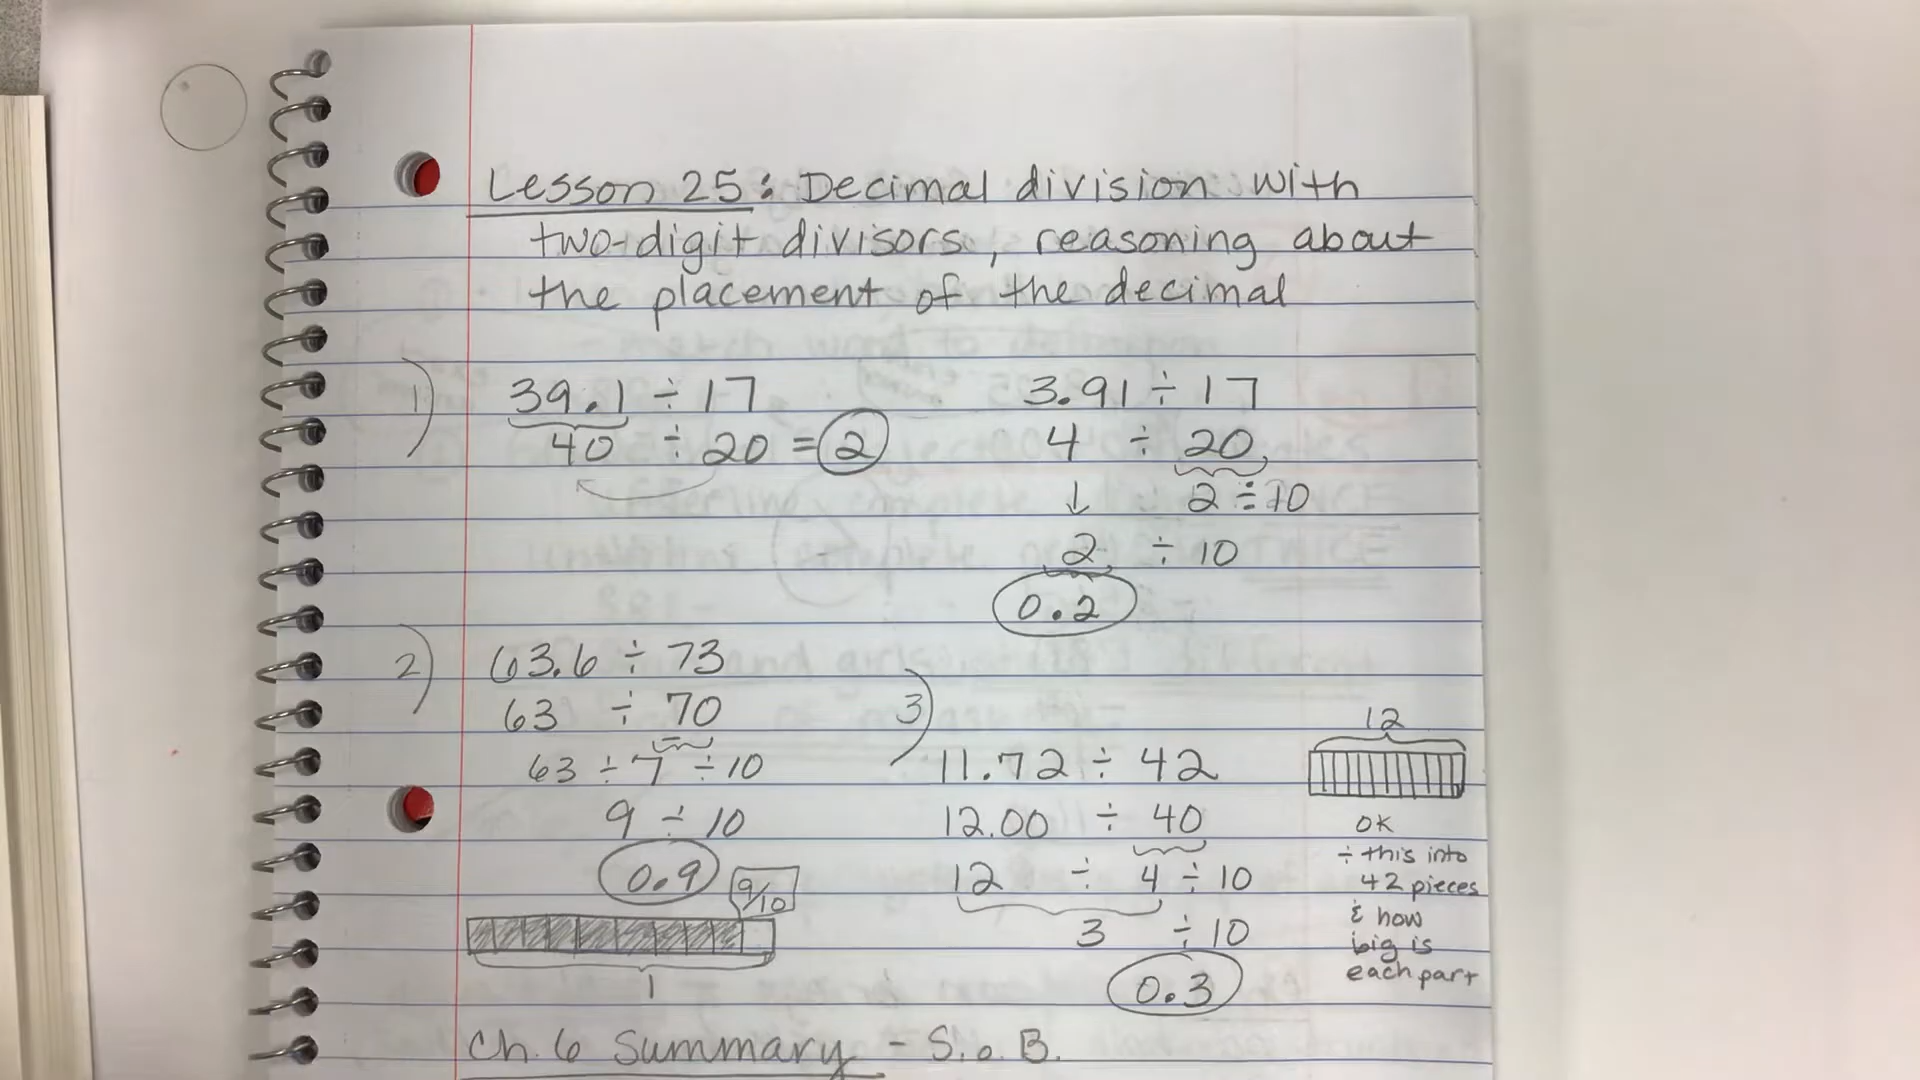 Lesson 25: Decimal division with
two-digit divisors, reasoning about
the placement of the decimal
1) 39.1 ÷ 17
40 ÷ 20 = 2
3.91 ÷ 17
4 ÷ 20
↓ 2 ÷ 10
2 ÷ 10
0.2
2) 63.6 ÷ 73
63 ÷ 70
63 ÷ 7 ÷ 10
9 ÷ 10
0.9
9/10
1
3) 11.72 ÷ 42
12.00 ÷ 40
12 ÷ 4 ÷ 10
3 ÷ 10
0.3
12
OK
÷ this into
42 pieces
& how
big is
each part
Ch. 6 Summary - S.o.B.